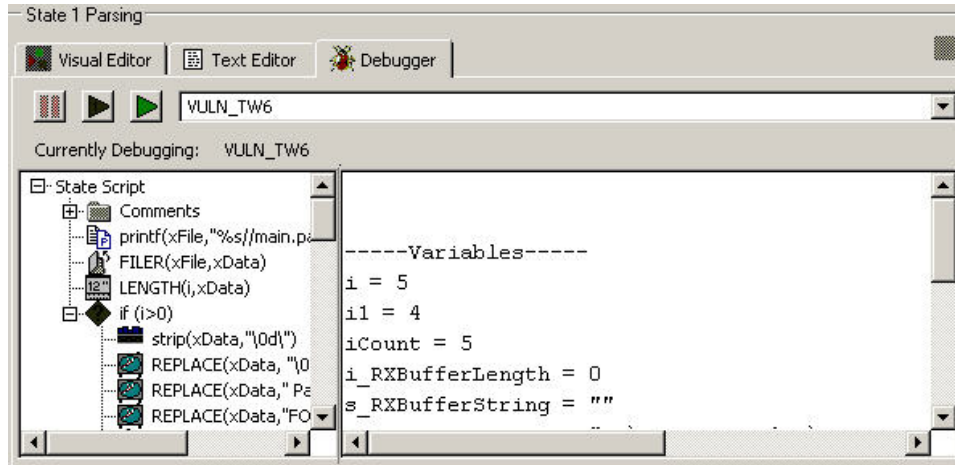 State 1 Parsing
Visual Editor
Text Editor
Debugger
VULN_TW6
Currently Debugging: VULN_TW6
State Script
Comments
printf(xFile,"%s//main.pa
FILER(xFile,xData)
12"
LENGTH(i,xData)
if (i>0)
strip(xData,"\0d\")
REPLACE(xData, "\0
REPLACE(xData," Pa
REPLACE(xData,"FO
-----Variables-----
i = 5
i1 = 4
iCount = 5
i_RXBufferLength = 0
s_RXBufferString = ""